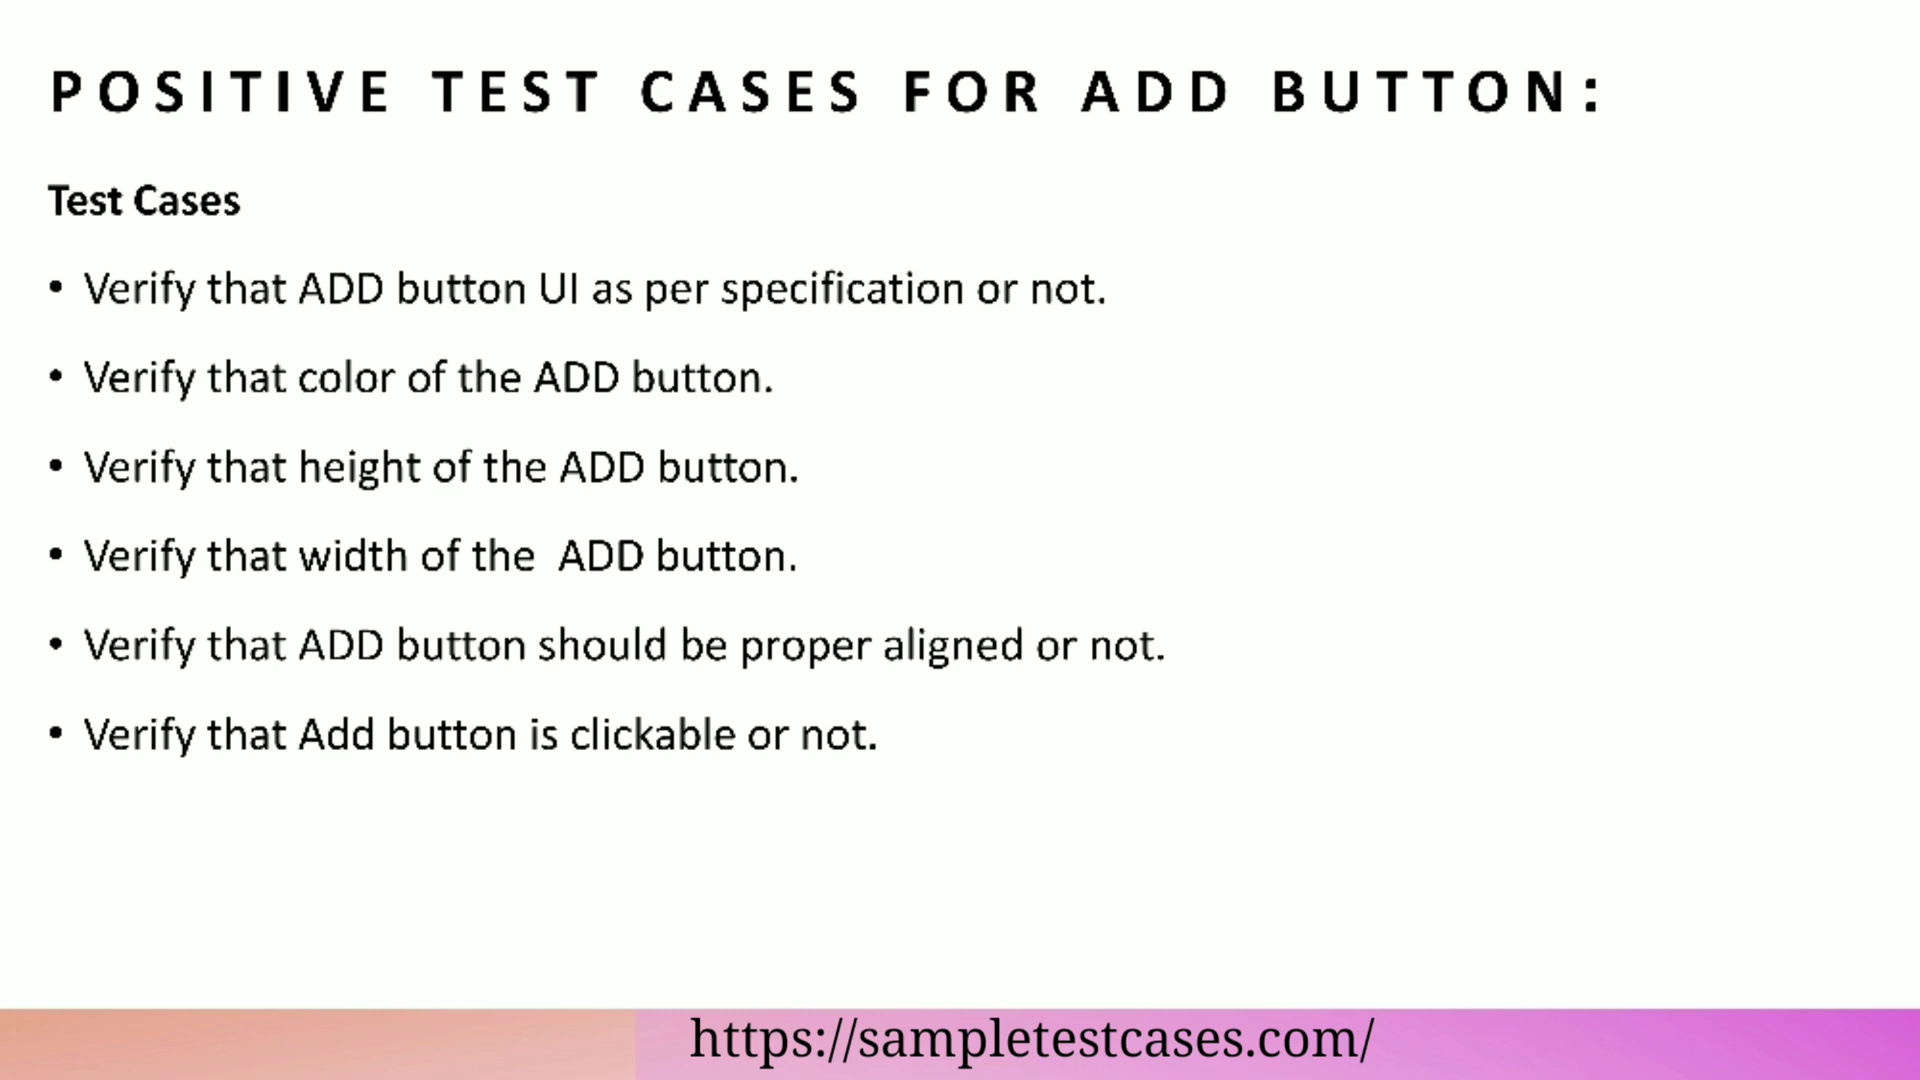 POSITIVE TEST CASES FOR ADD BUTTON:
Test Cases
• Verify that ADD button UI as per specification or not.
• Verify that color of the ADD button.
• Verify that height of the ADD button.
• Verify that width of the  ADD button.
• Verify that ADD button should be proper aligned or not.
• Verify that Add button is clickable or not.
https://sampletestcases.com/